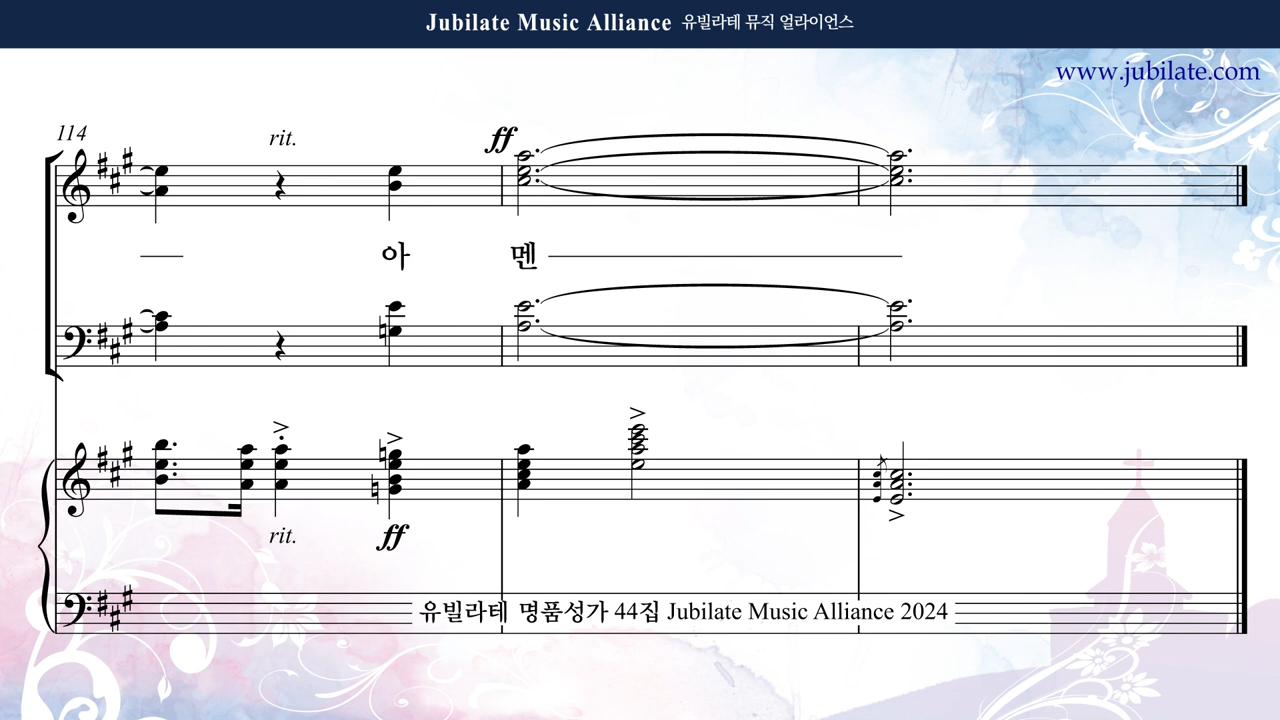 Jubilate Music Alliance 유빌라테 뮤직 얼라이언스
www.jubilate.com
114
rit.
ff
아 멘
rit.
ff
유빌라테 명품성가 44집 Jubilate Music Alliance 2024